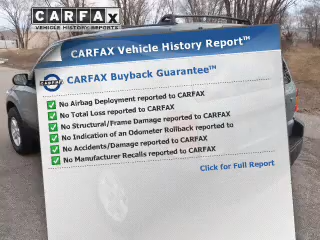 CARFAX
VEHICLE HISTORY REPORTS
CARFAX Vehicle History Report™
CARFAX Buyback Guarantee™
No Airbag Deployment reported to CARFAX
No Total Loss reported to CARFAX
No Structural/Frame Damage reported to CARFAX
No Indication of an Odometer Rollback reported to
No Accidents/Damage reported to CARFAX
No Manufacturer Recalls reported to CARFAX
Click for Full Report